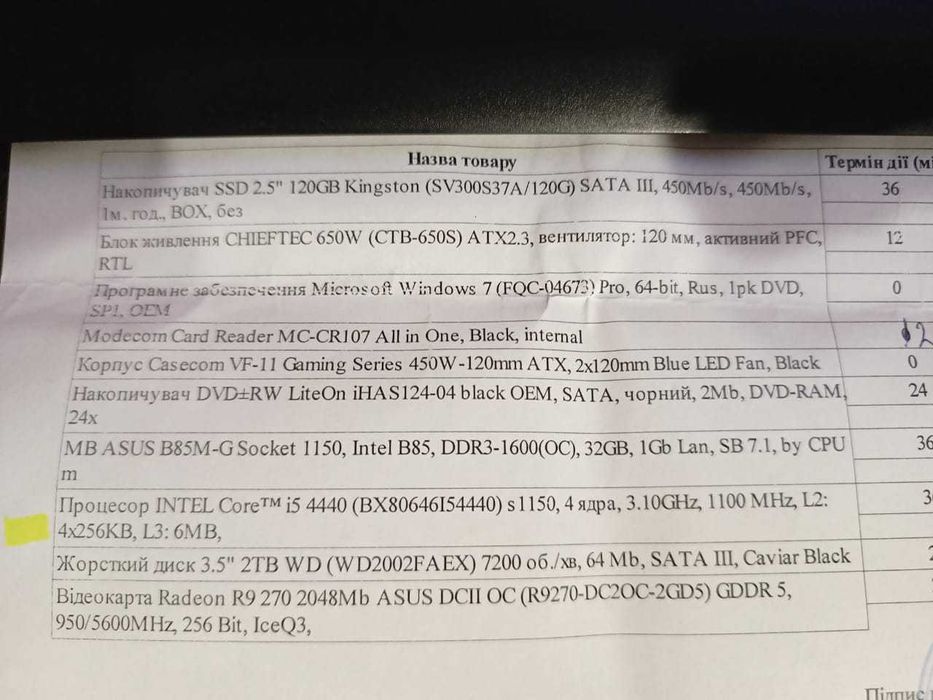 Назва товару Термін дії (мі
Накопичувач SSD 2.5" 120GB Kingston (SV300S37A/120G) SATA III, 450Mb/s, 450Mb/s, 36
1м. год., BOX, без
Блок живлення CHIEFTEC 650W (CTB-650S) ATX2.3, вентилятор: 120 мм, активний PFC, 12
RTL
Програмне забезпечення Microsoft Windows 7 (FQC-04673) Pro, 64-bit, Rus, 1pk DVD, 0
SP1, OEM
Modecom Card Reader MC-CR107 All in One, Black, internal 12
Корпус Casecom VF-11 Gaming Series 450W-120mm ATX, 2x120mm Blue LED Fan, Black 0
Накопичувач DVD±RW LiteOn iHAS124-04 black OEM, SATA, чорний, 2Mb, DVD-RAM, 24
24x
MB ASUS B85M-G Socket 1150, Intel B85, DDR3-1600(OC), 32GB, 1Gb Lan, SB 7.1, by CPU 36
m
Процесор INTEL Core™ i5 4440 (BX80646I54440) s1150, 4 ядра, 3.10GHz, 1100 MHz, L2: 3
4x256KB, L3: 6MB,
Жорсткий диск 3.5" 2TB WD (WD2002FAEX) 7200 об./хв, 64 Mb, SATA III, Caviar Black 2
Відеокарта Radeon R9 270 2048Mb ASUS DCII OC (R9270-DC2OC-2GD5) GDDR 5,
950/5600MHz, 256 Bit, IceQ3,
Підпис